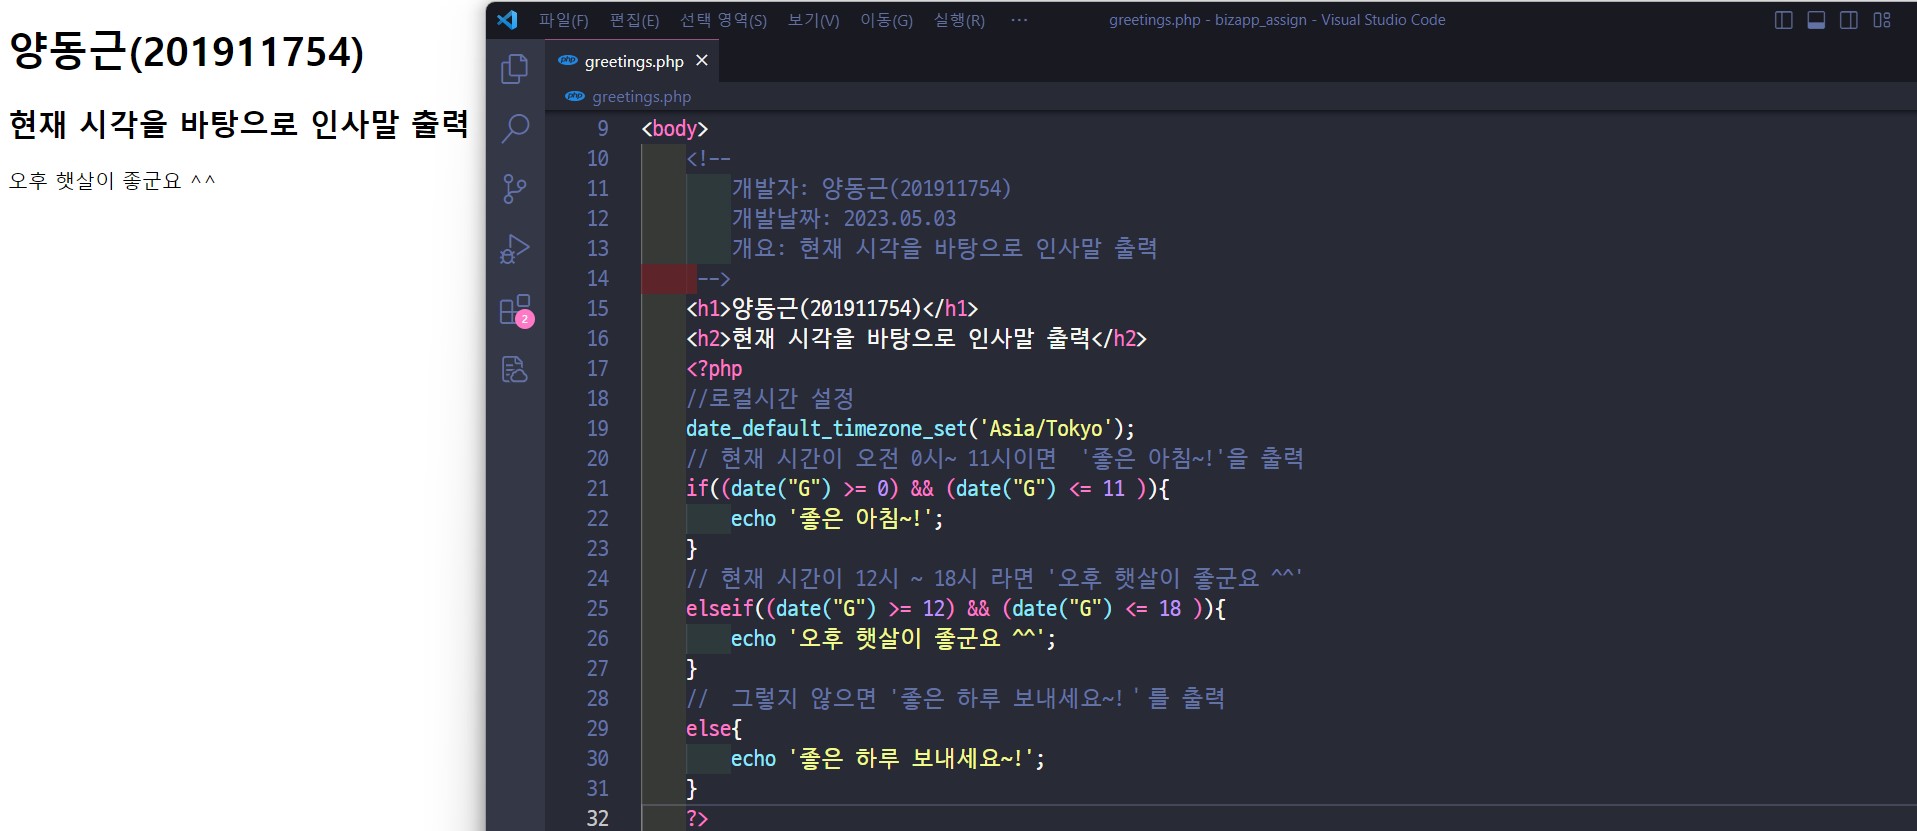 양동근(201911754)
현재 시각을 바탕으로 인사말 출력
오후 햇살이 좋군요 ^^
파일(F) 편집(E) 선택 영역(S) 보기(V) 이동(G) 실행(R) ··· greetings.php - bizapp_assign - Visual Studio Code
php greetings.php ×
php greetings.php
2
9 <body>
10 <!--
11 개발자: 양동근(201911754)
12 개발날짜: 2023.05.03
13 개요: 현재 시각을 바탕으로 인사말 출력
14 -->
15 <h1>양동근(201911754)</h1>
16 <h2>현재 시각을 바탕으로 인사말 출력</h2>
17 <?php
18 //로컬시간 설정
19 date_default_timezone_set('Asia/Tokyo');
20 // 현재 시간이 오전 0시~ 11시이면  '좋은 아침~!'을 출력
21 if((date("G") >= 0) && (date("G") <= 11 )){
22 echo '좋은 아침~!';
23 }
24 // 현재 시간이 12시 ~ 18시 라면 '오후 햇살이 좋군요 ^^'
25 elseif((date("G") >= 12) && (date("G") <= 18 )){
26 echo '오후 햇살이 좋군요 ^^';
27 }
28 //  그렇지 않으면 '좋은 하루 보내세요~! '를 출력
29 else{
30 echo '좋은 하루 보내세요~!';
31 }
32 ?>